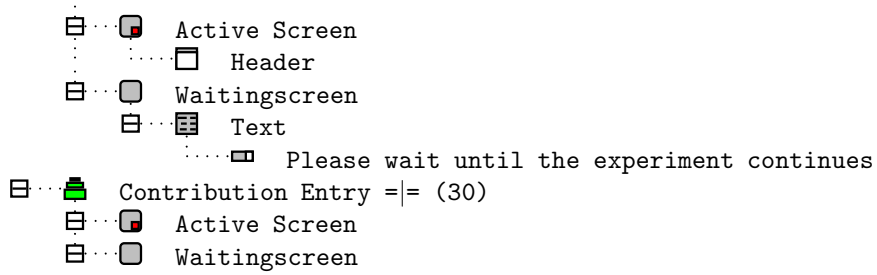 Active Screen
Header
Waitingscreen
Text
Please wait until the experiment continues
Contribution Entry =|= (30)
Active Screen
Waitingscreen